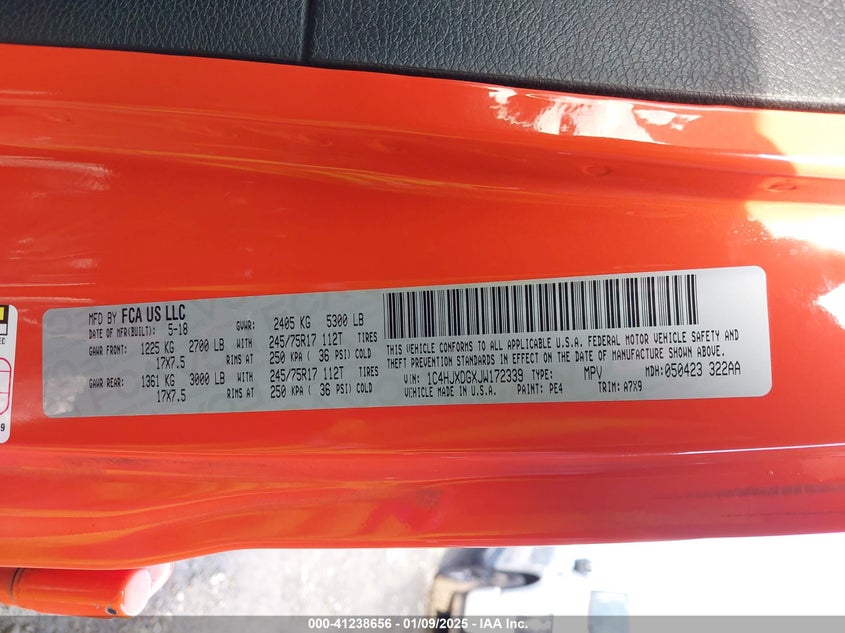 MFD BY FCA US LLC
DATE OF MFR(BUILT): 5-18 GVWR: 2405 KG 5300 LB
GAWR FRONT: 1225 KG 2700 LB WITH 245/75R17 112T TIRES
17X7.5 RIMS AT 250 KPA ( 36 PSI) COLD
GAWR REAR: 1361 KG 3000 LB WITH 245/75R17 112T TIRES
17X7.5 RIMS AT 250 KPA ( 36 PSI) COLD
THIS VEHICLE CONFORMS TO ALL APPLICABLE U.S.A. FEDERAL MOTOR VEHICLE SAFETY AND
THEFT PREVENTION STANDARDS IN EFFECT ON THE DATE OF MANUFACTURE SHOWN ABOVE.
VIN: 1C4HJXDGXJW172339 TYPE: MPV MDH: 050423 322AA
VEHICLE MADE IN U.S.A. PAINT: PE4 TRIM: A7X9
000-41238656 - 01/09/2025 - IAA Inc.